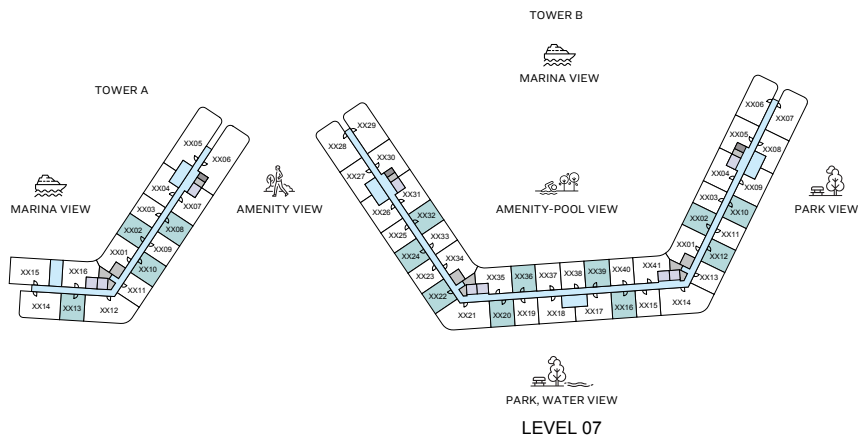 TOWER B
MARINA VIEW
TOWER A
MARINA VIEW
AMENITY VIEW
AMENITY-POOL VIEW
PARK VIEW
PARK, WATER VIEW
LEVEL 07
XX05
XX06
XX04
XX07
XX03
XX02
XX08
XX01
XX09
XX10
XX11
XX15
XX16
XX14
XX13
XX12
XX29
XX28
XX30
XX27
XX31
XX26
XX32
XX25
XX33
XX24
XX34
XX23
XX22
XX35
XX36
XX37
XX38
XX39
XX40
XX41
XX21
XX20
XX19
XX18
XX17
XX16
XX15
XX14
XX06
XX07
XX05
XX08
XX04
XX09
XX03
XX10
XX02
XX11
XX01
XX12
XX13